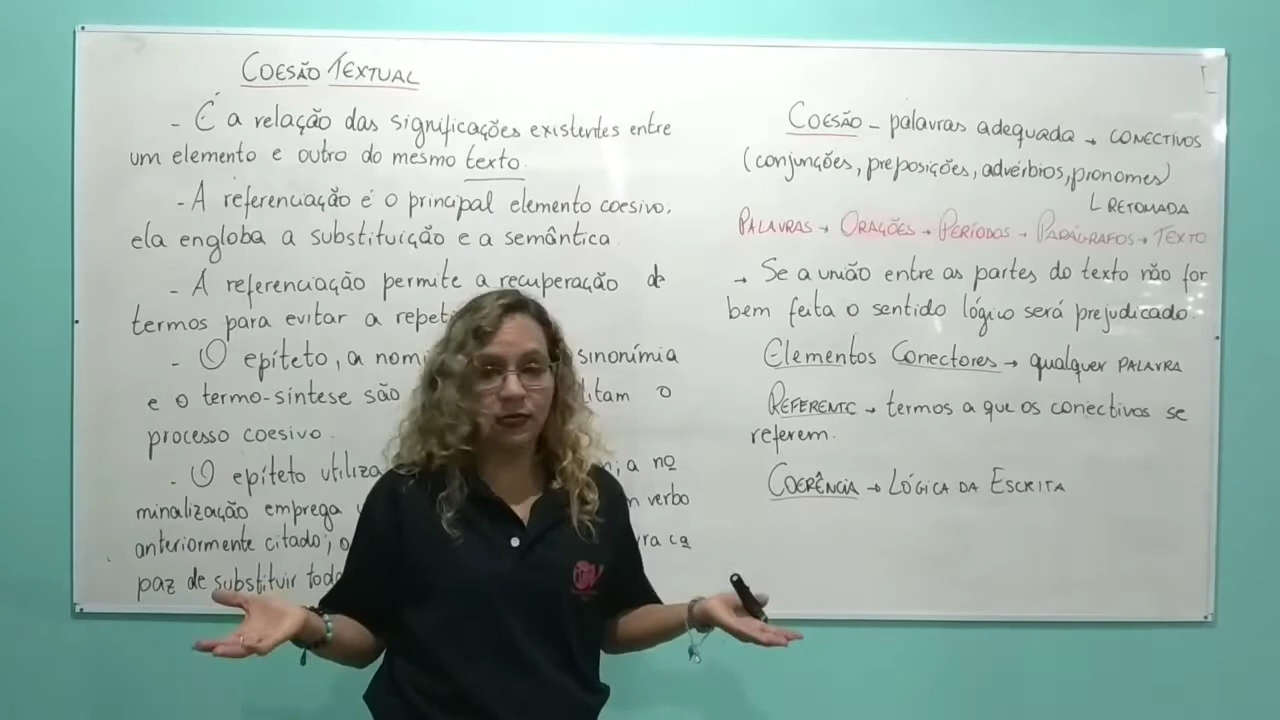 COESÃO TEXTUAL
- É a relação das significações existentes entre
um elemento e outro do mesmo texto.
- A referenciação é o principal elemento coesivo,
ela engloba a substituição e a semântica
- A referenciação permite a recuperação de
termos para evitar a repeti
- O epíteto, a nomi sinonímia
e o termo-síntese são litam o
processo coesivo.
- O epíteto utiliza a no
minalização emprega verbo
anteriormente citado; o ca
paz de substituir toda
COESÃO - palavras adequada → CONECTIVOS
(conjunções, preposições, advérbios, pronomes)
L RETOMADA
PALAVRAS → ORAÇÕES → PERÍODOS → PARÁGRAFOS → TEXTO
→ Se a união entre as partes do texto não for
bem feita o sentido lógico será prejudicado.
Elementos Conectores → qualquer PALAVRA
REFERENTE → termos a que os conectivos se
referem.
COERÊNCIA → LÓGICA DA ESCRITA